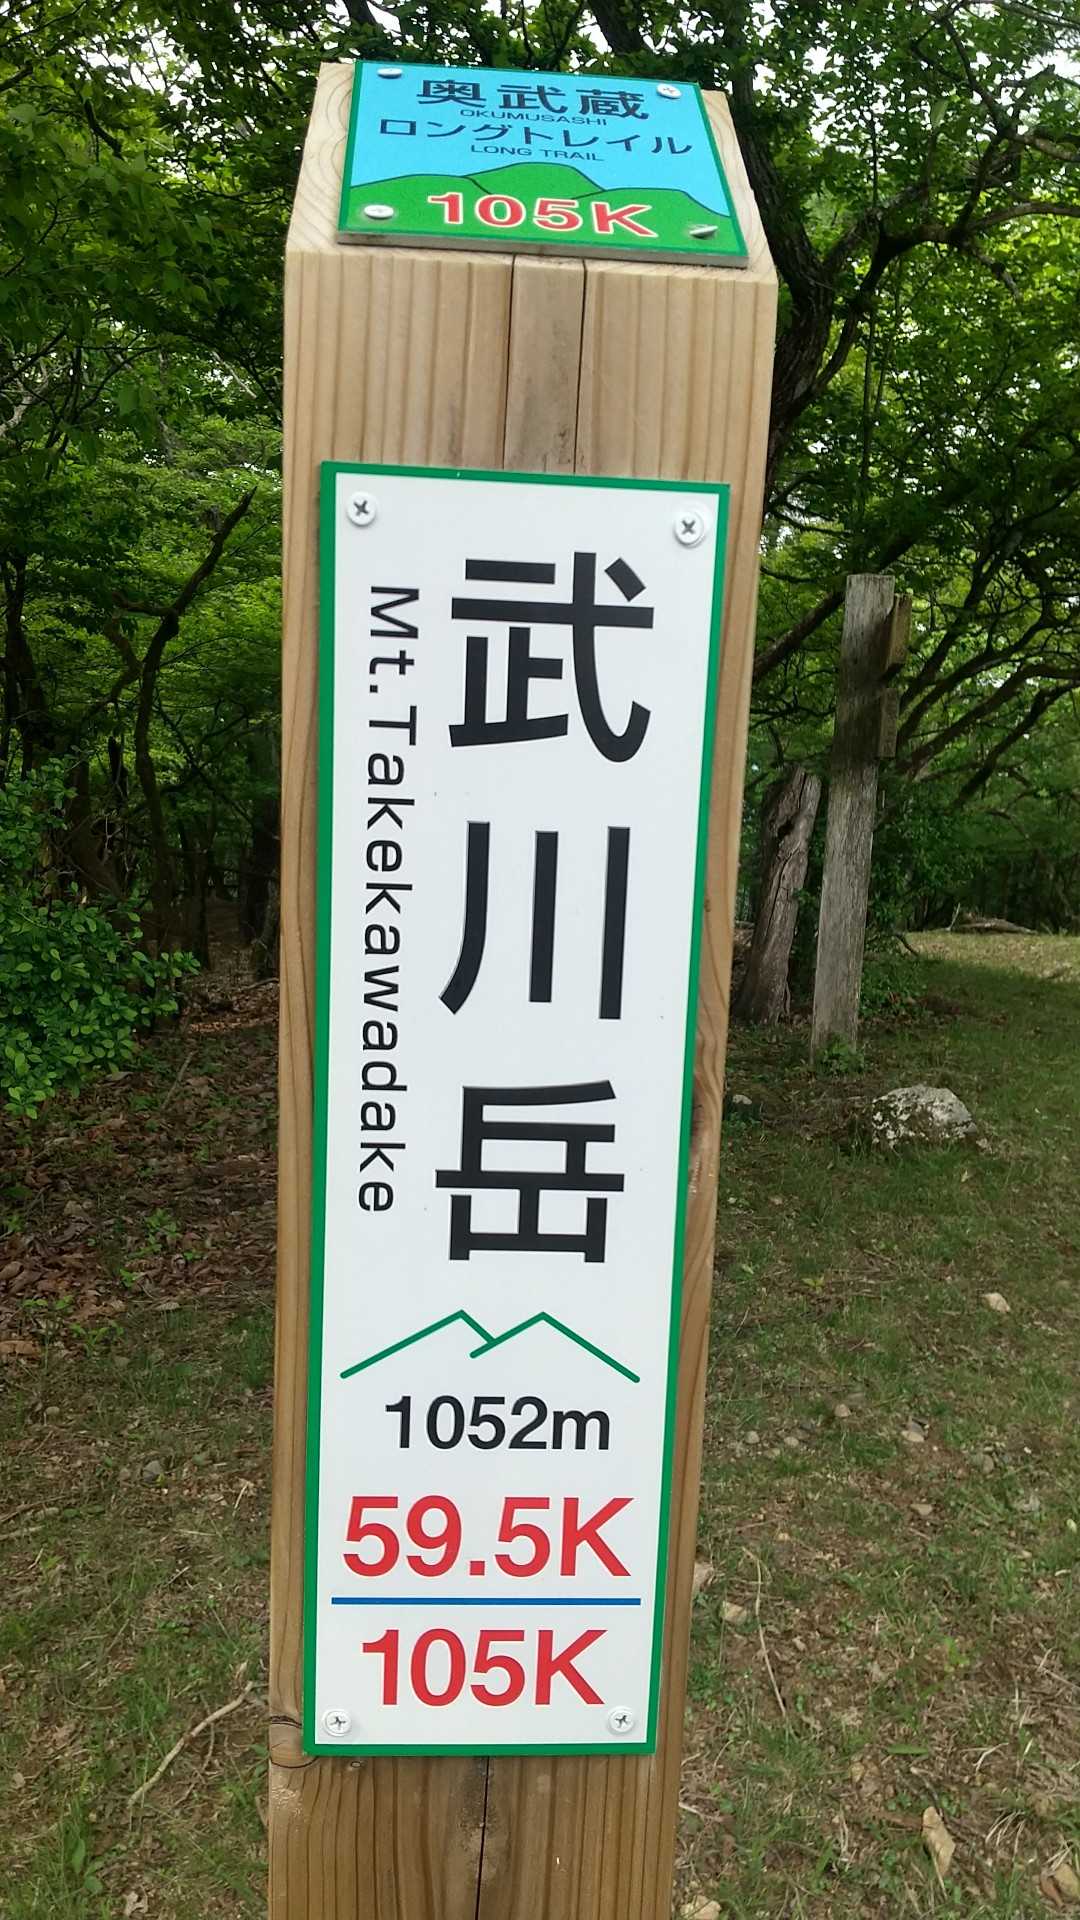 奥武蔵
OKUMUSASHI
ロングトレイル
LONG TRAIL
105K
武川岳
Mt.Takekawadake
1052m
59.5K
105K